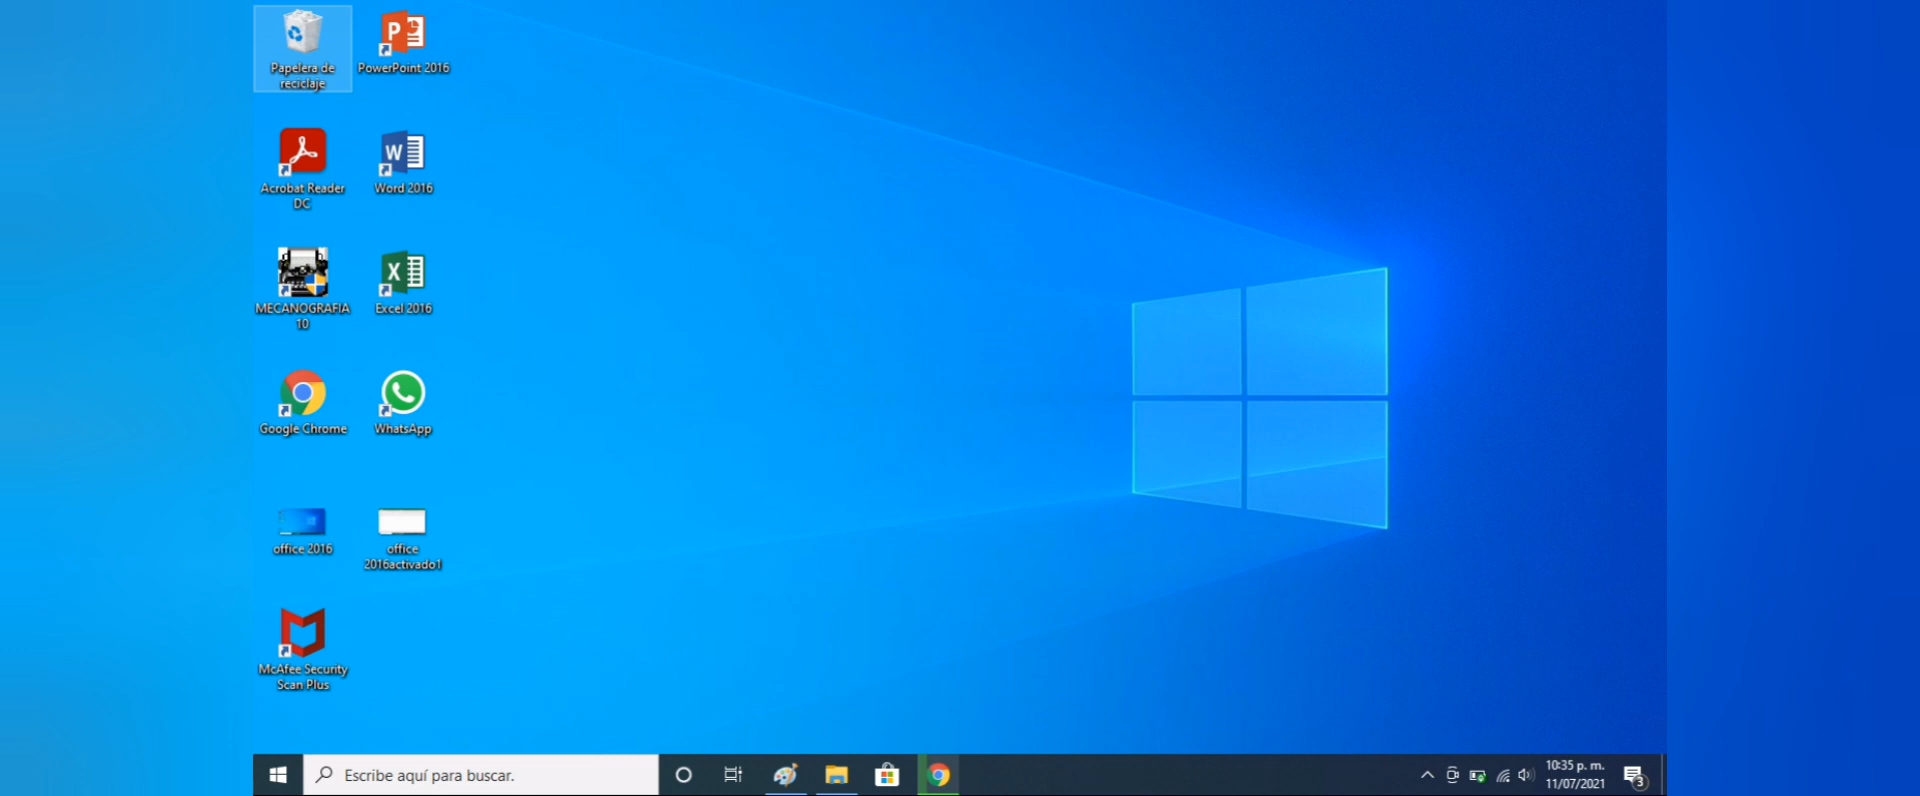 Papelera de
reciclaje
PowerPoint 2016
Acrobat Reader
DC
Word 2016
MECANOGRAFIA
10
Excel 2016
Google Chrome
WhatsApp
office 2016
office
2016activado1
McAfee Security
Scan Plus
Escribe aquí para buscar.
10:35 p. m.
11/07/2021
3